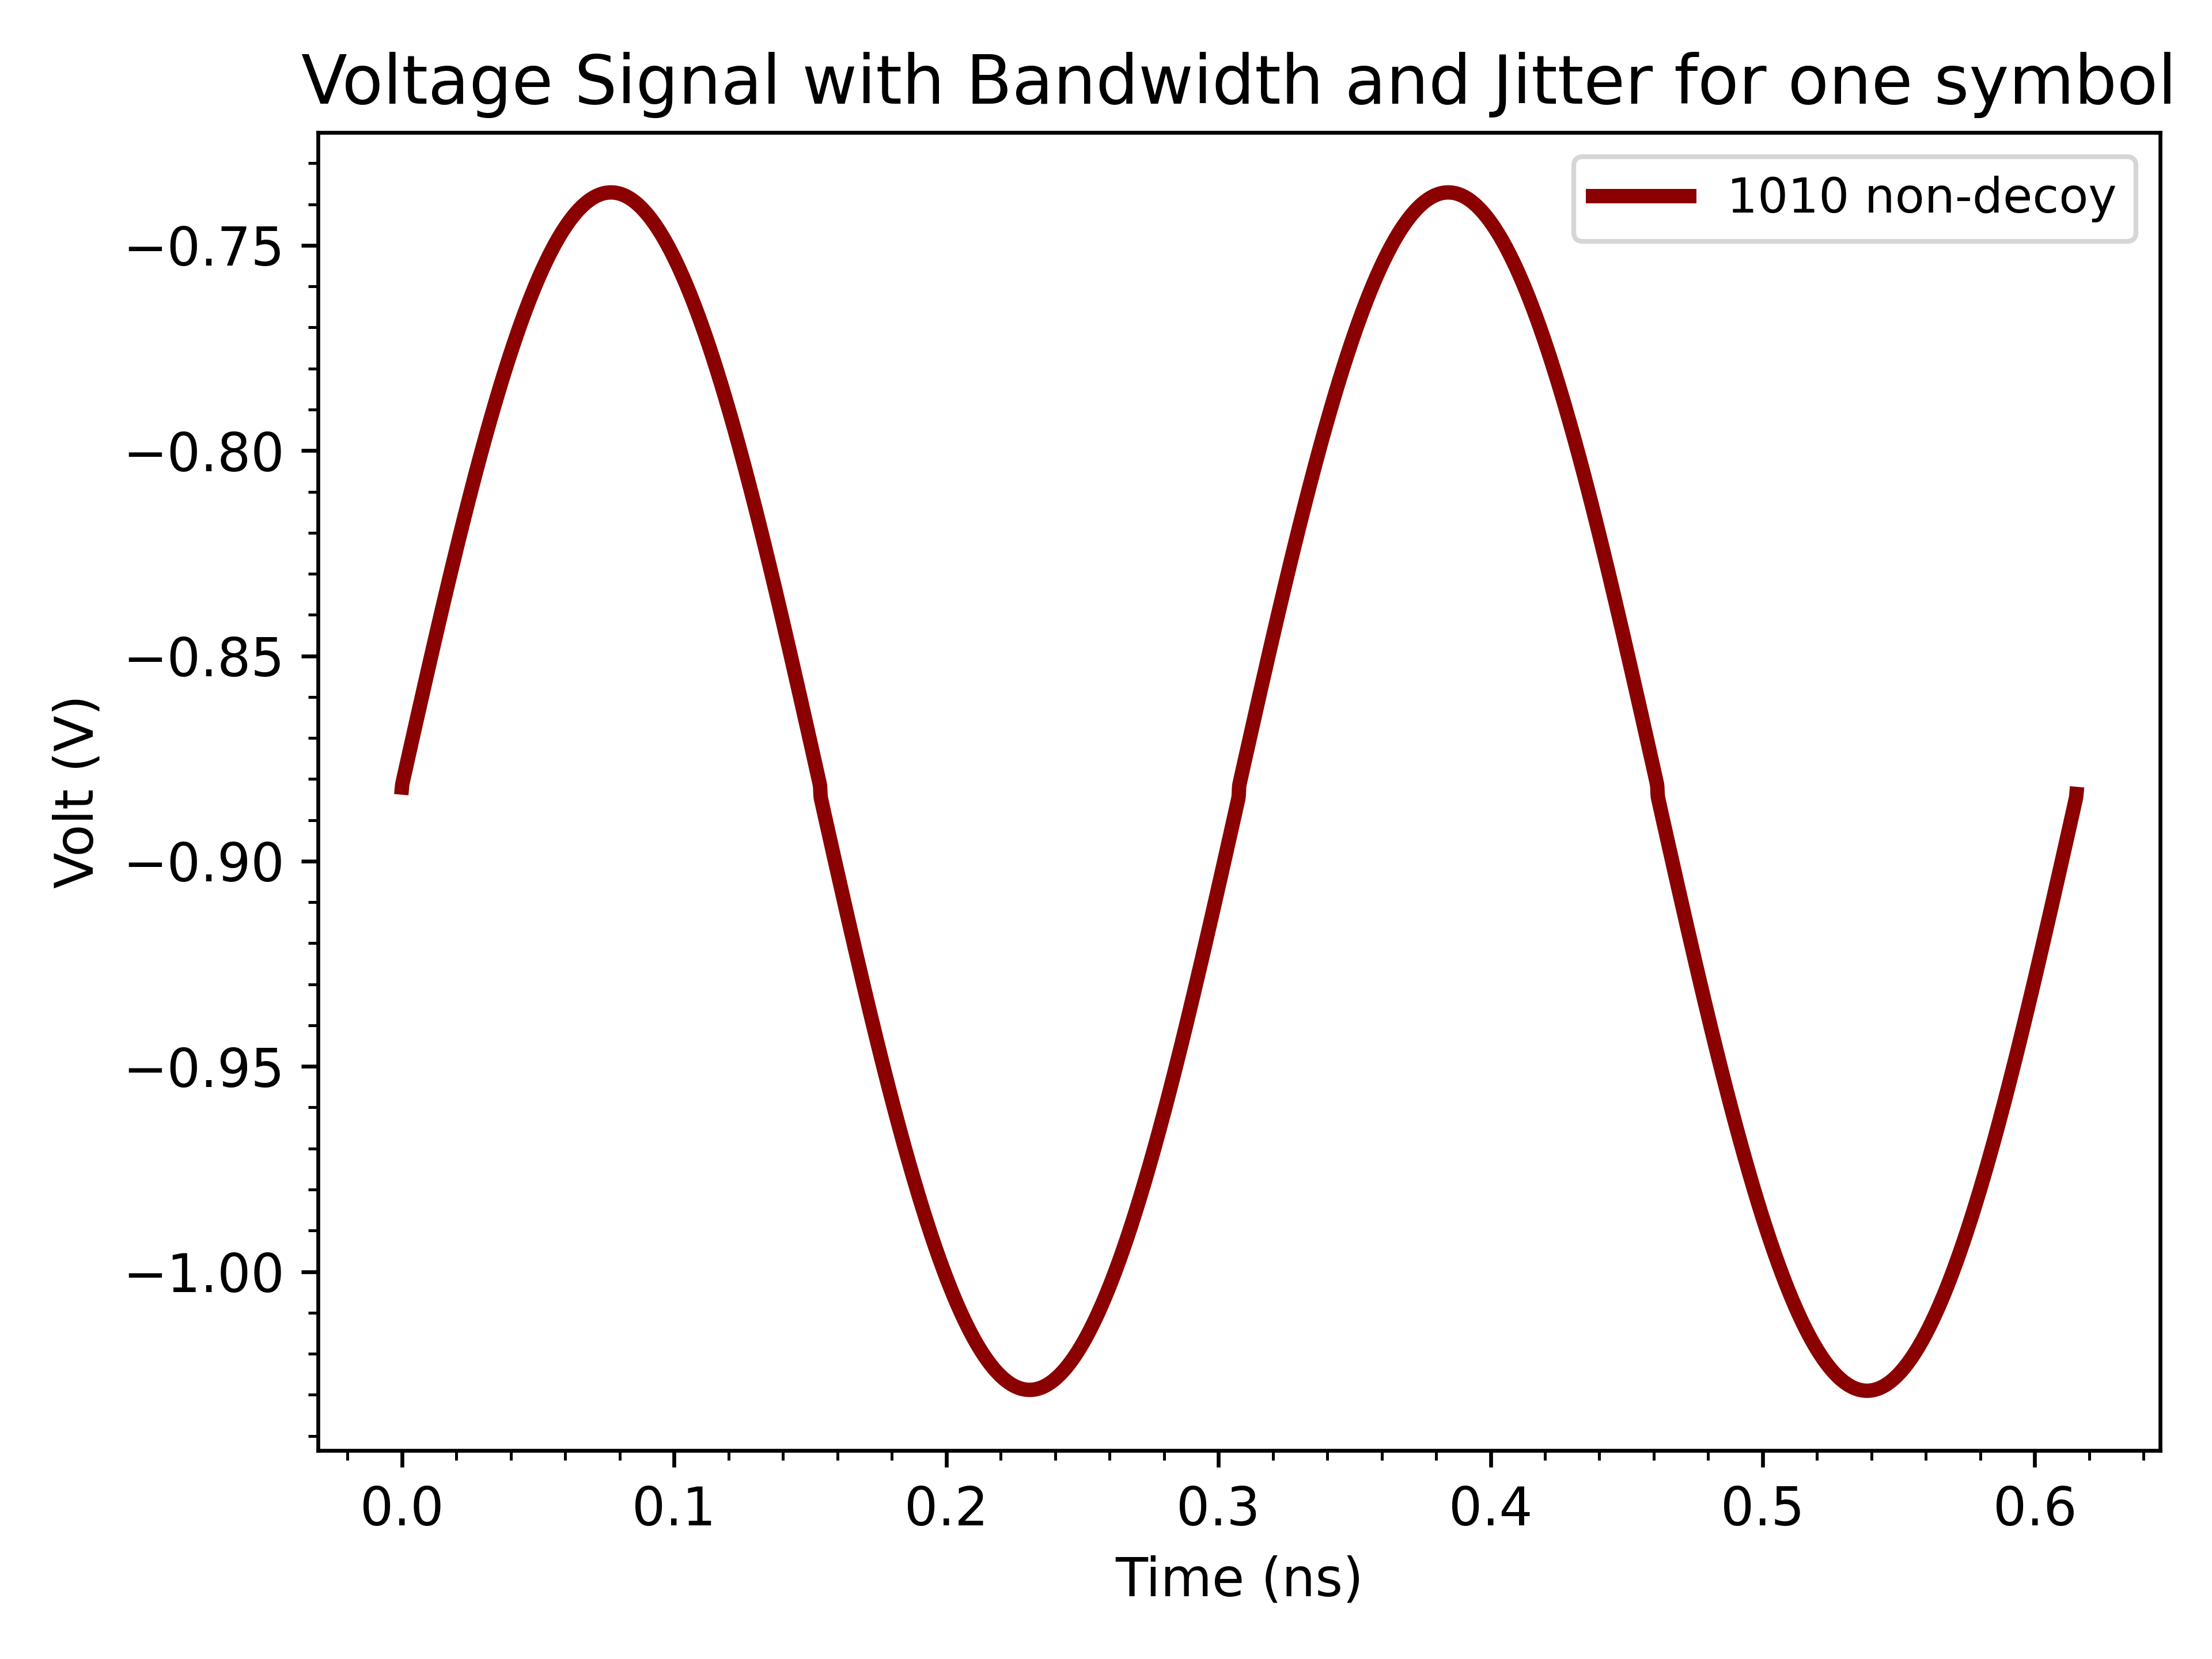 Voltage Signal with Bandwidth and Jitter for one symbol
1010 non-decoy
−0.75
−0.80
−0.85
−0.90
−0.95
−1.00
Volt (V)
0.0 0.1 0.2 0.3 0.4 0.5 0.6
Time (ns)